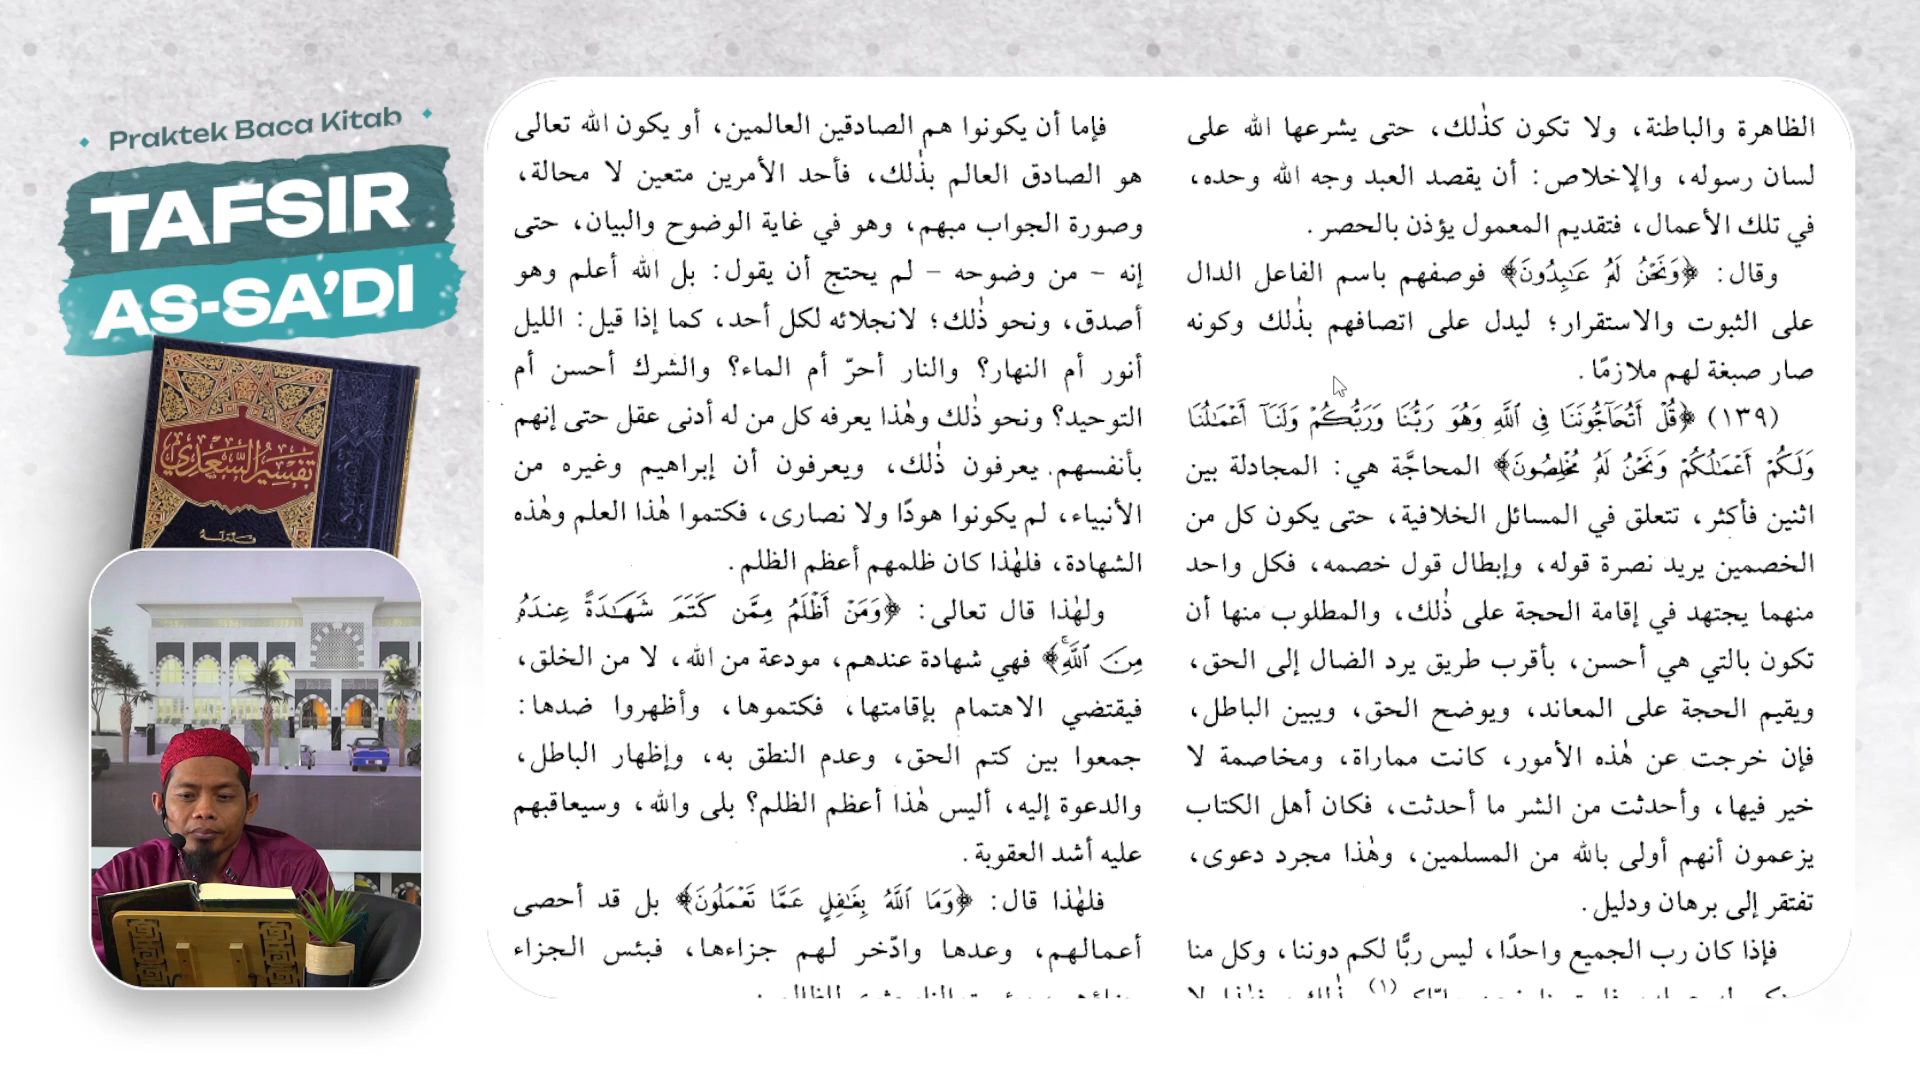 Praktek Baca Kitab
TAFSIR
AS-SA'DI
تفسير السعدي
الظاهرة والباطنة، ولا تكون كذٰلك، حتى يشرعها الله على
لسان رسوله، والإخلاص: أن يقصد العبد وجه الله وحده،
في تلك الأعمال، فتقديم المعمول يؤذن بالحصر.
وقال: ﴿وَنَحْنُ لَهُۥ عَـٰبِدُونَ﴾ فوصفهم باسم الفاعل الدال
على الثبوت والاستقرار؛ ليدل على اتصافهم بذٰلك وكونه
صار صبغة لهم ملازمًا.
(١٣٩) ﴿قُلْ أَتُحَآجُّونَنَا فِى ٱللَّهِ وَهُوَ رَبُّنَا وَرَبُّكُمْ وَلَنَآ أَعْمَـٰلُنَا
وَلَكُمْ أَعْمَـٰلُكُمْ وَنَحْنُ لَهُۥ مُخْلِصُونَ﴾ المحاجَّة هي: المجادلة بين
اثنين فأكثر، تتعلق في المسائل الخلافية، حتى يكون كل من
الخصمين يريد نصرة قوله، وإبطال قول خصمه، فكل واحد
منهما يجتهد في إقامة الحجة على ذٰلك، والمطلوب منها أن
تكون بالتي هي أحسن، بأقرب طريق يرد الضال إلى الحق،
ويقيم الحجة على المعاند، ويوضح الحق، ويبين الباطل،
فإن خرجت عن هٰذه الأمور، كانت مماراة، ومخاصمة لا
خير فيها، وأحدثت من الشر ما أحدثت، فكان أهل الكتاب
يزعمون أنهم أولى بالله من المسلمين، وهٰذا مجرد دعوى،
تفتقر إلى برهان ودليل.
فإذا كان رب الجميع واحدًا، ليس ربًّا لكم دوننا، وكل منا
فإما أن يكونوا هم الصادقين العالمين، أو يكون الله تعالى
هو الصادق العالم بذٰلك، فأحد الأمرين متعين لا محالة،
وصورة الجواب مبهم، وهو في غاية الوضوح والبيان، حتى
إنه – من وضوحه – لم يحتج أن يقول: بل الله أعلم وهو
أصدق، ونحو ذٰلك؛ لانجلائه لكل أحد، كما إذا قيل: الليل
أنور أم النهار؟ والنار أحرّ أم الماء؟ والشرك أحسن أم
التوحيد؟ ونحو ذٰلك وهٰذا يعرفه كل من له أدنى عقل حتى إنهم
بأنفسهم يعرفون ذٰلك، ويعرفون أن إبراهيم وغيره من
الأنبياء، لم يكونوا هودًا ولا نصارى، فكتموا هٰذا العلم وهٰذه
الشهادة، فلهٰذا كان ظلمهم أعظم الظلم.
ولهٰذا قال تعالى: ﴿وَمَنْ أَظْلَمُ مِمَّن كَتَمَ شَهَـٰدَةً عِندَهُۥ
مِنَ ٱللَّهِ﴾ فهي شهادة عندهم، مودعة من الله، لا من الخلق،
فيقتضي الاهتمام بإقامتها، فكتموها، وأظهروا ضدها:
جمعوا بين كتم الحق، وعدم النطق به، وإظهار الباطل،
والدعوة إليه، أليس هٰذا أعظم الظلم؟ بلى والله، وسيعاقبهم
عليه أشد العقوبة.
فلهٰذا قال: ﴿وَمَا ٱللَّهُ بِغَـٰفِلٍ عَمَّا تَعْمَلُونَ﴾ بل قد أحصى
أعمالهم، وعدها وادّخر لهم جزاءها، فبئس الجزاء